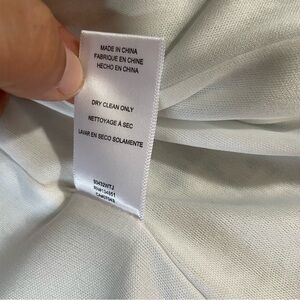 MADE IN CHINA
FABRIQUE EN CHINE
HECHO EN CHINA
DRY CLEAN ONLY
NETTOYAGE À SEC
LAVAR EN SECO SOLAMENTE